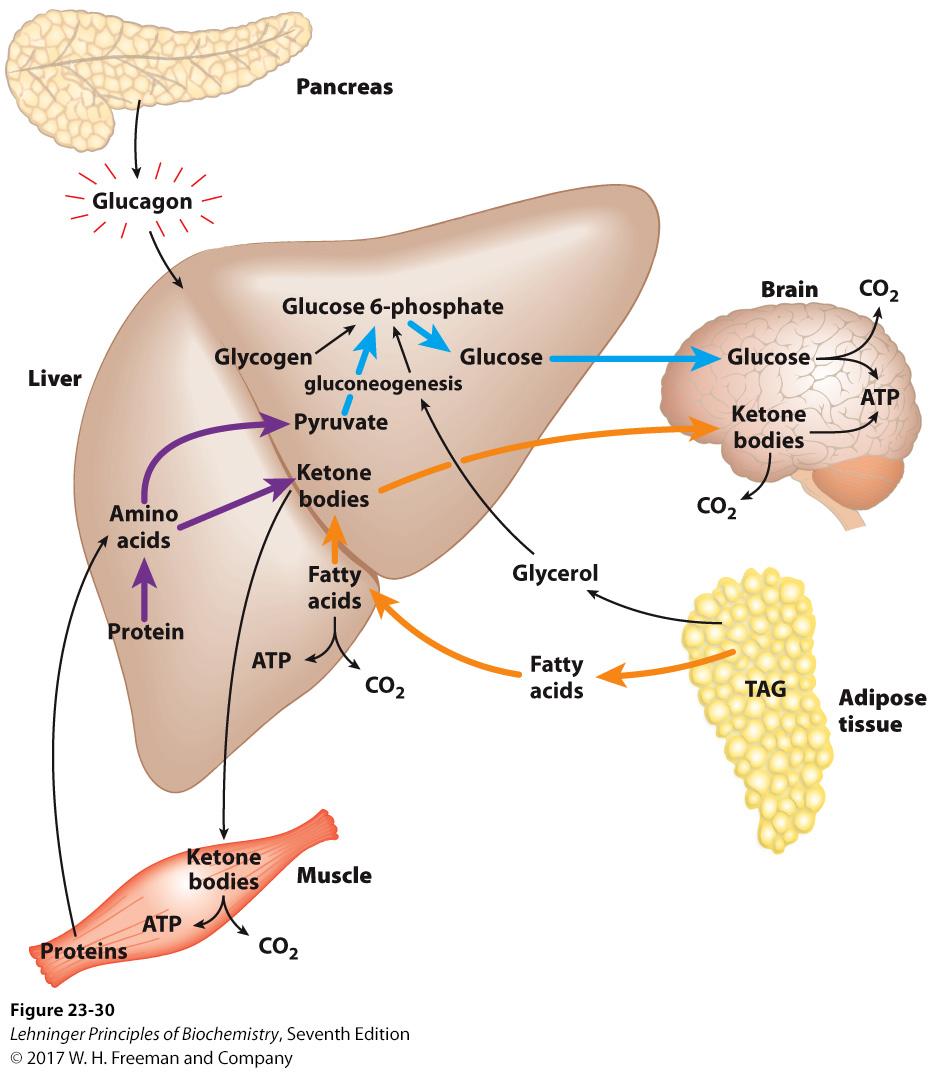 Pancreas
Glucagon
Glucose 6-phosphate
Glycogen
Glucose
gluconeogenesis
Liver
Pyruvate
Ketone
bodies
Amino
acids
Fatty
acids
Protein
ATP
CO₂
Brain
CO₂
Glucose
ATP
Ketone
bodies
CO₂
Glycerol
Fatty
acids
TAG
Adipose
tissue
Ketone
bodies
Muscle
ATP
CO₂
Proteins
Figure 23-30
Lehninger Principles of Biochemistry, Seventh Edition
© 2017 W. H. Freeman and Company